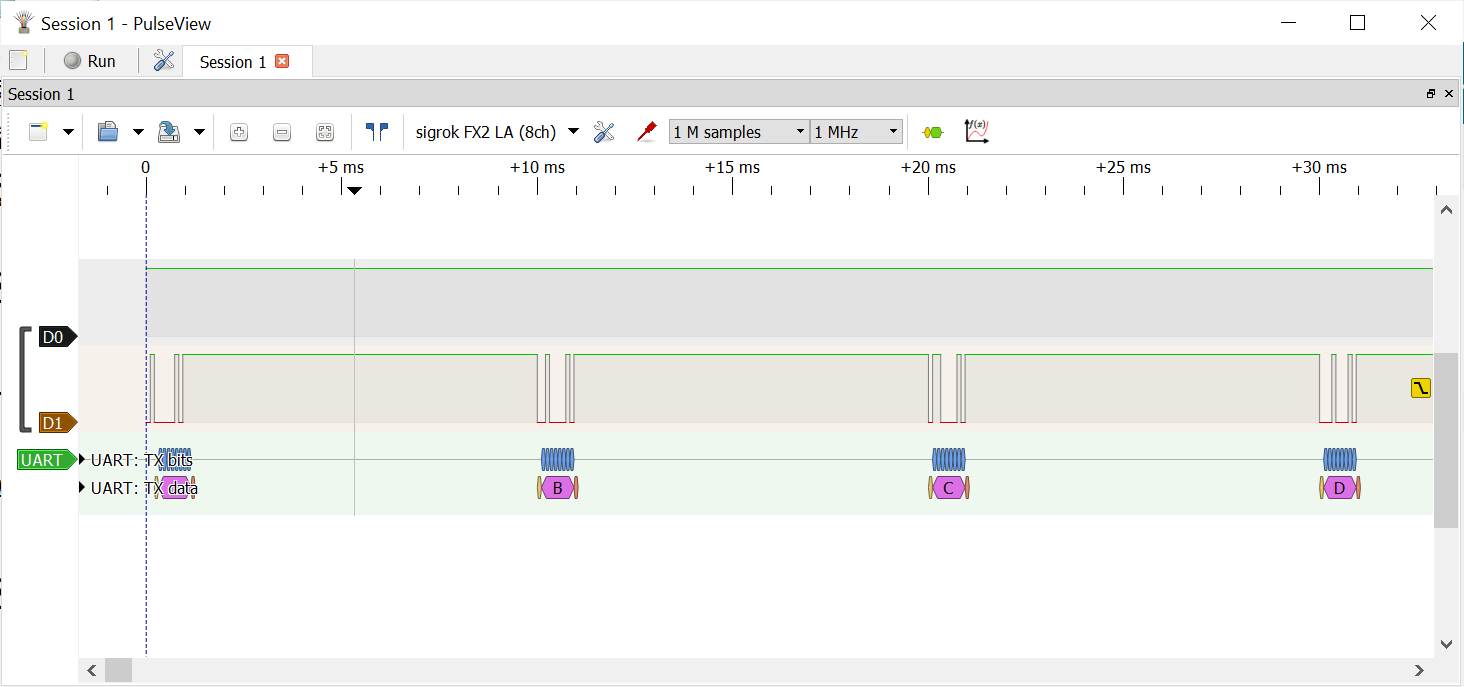 Session 1 - PulseView
Run
Session 1
Session 1
sigrok FX2 LA (8ch)
1 M samples
1 MHz
f(x)
0 +5 ms +10 ms +15 ms +20 ms +25 ms +30 ms
D0
D1
UART
UART: TX bits
UART: TX data
B C D